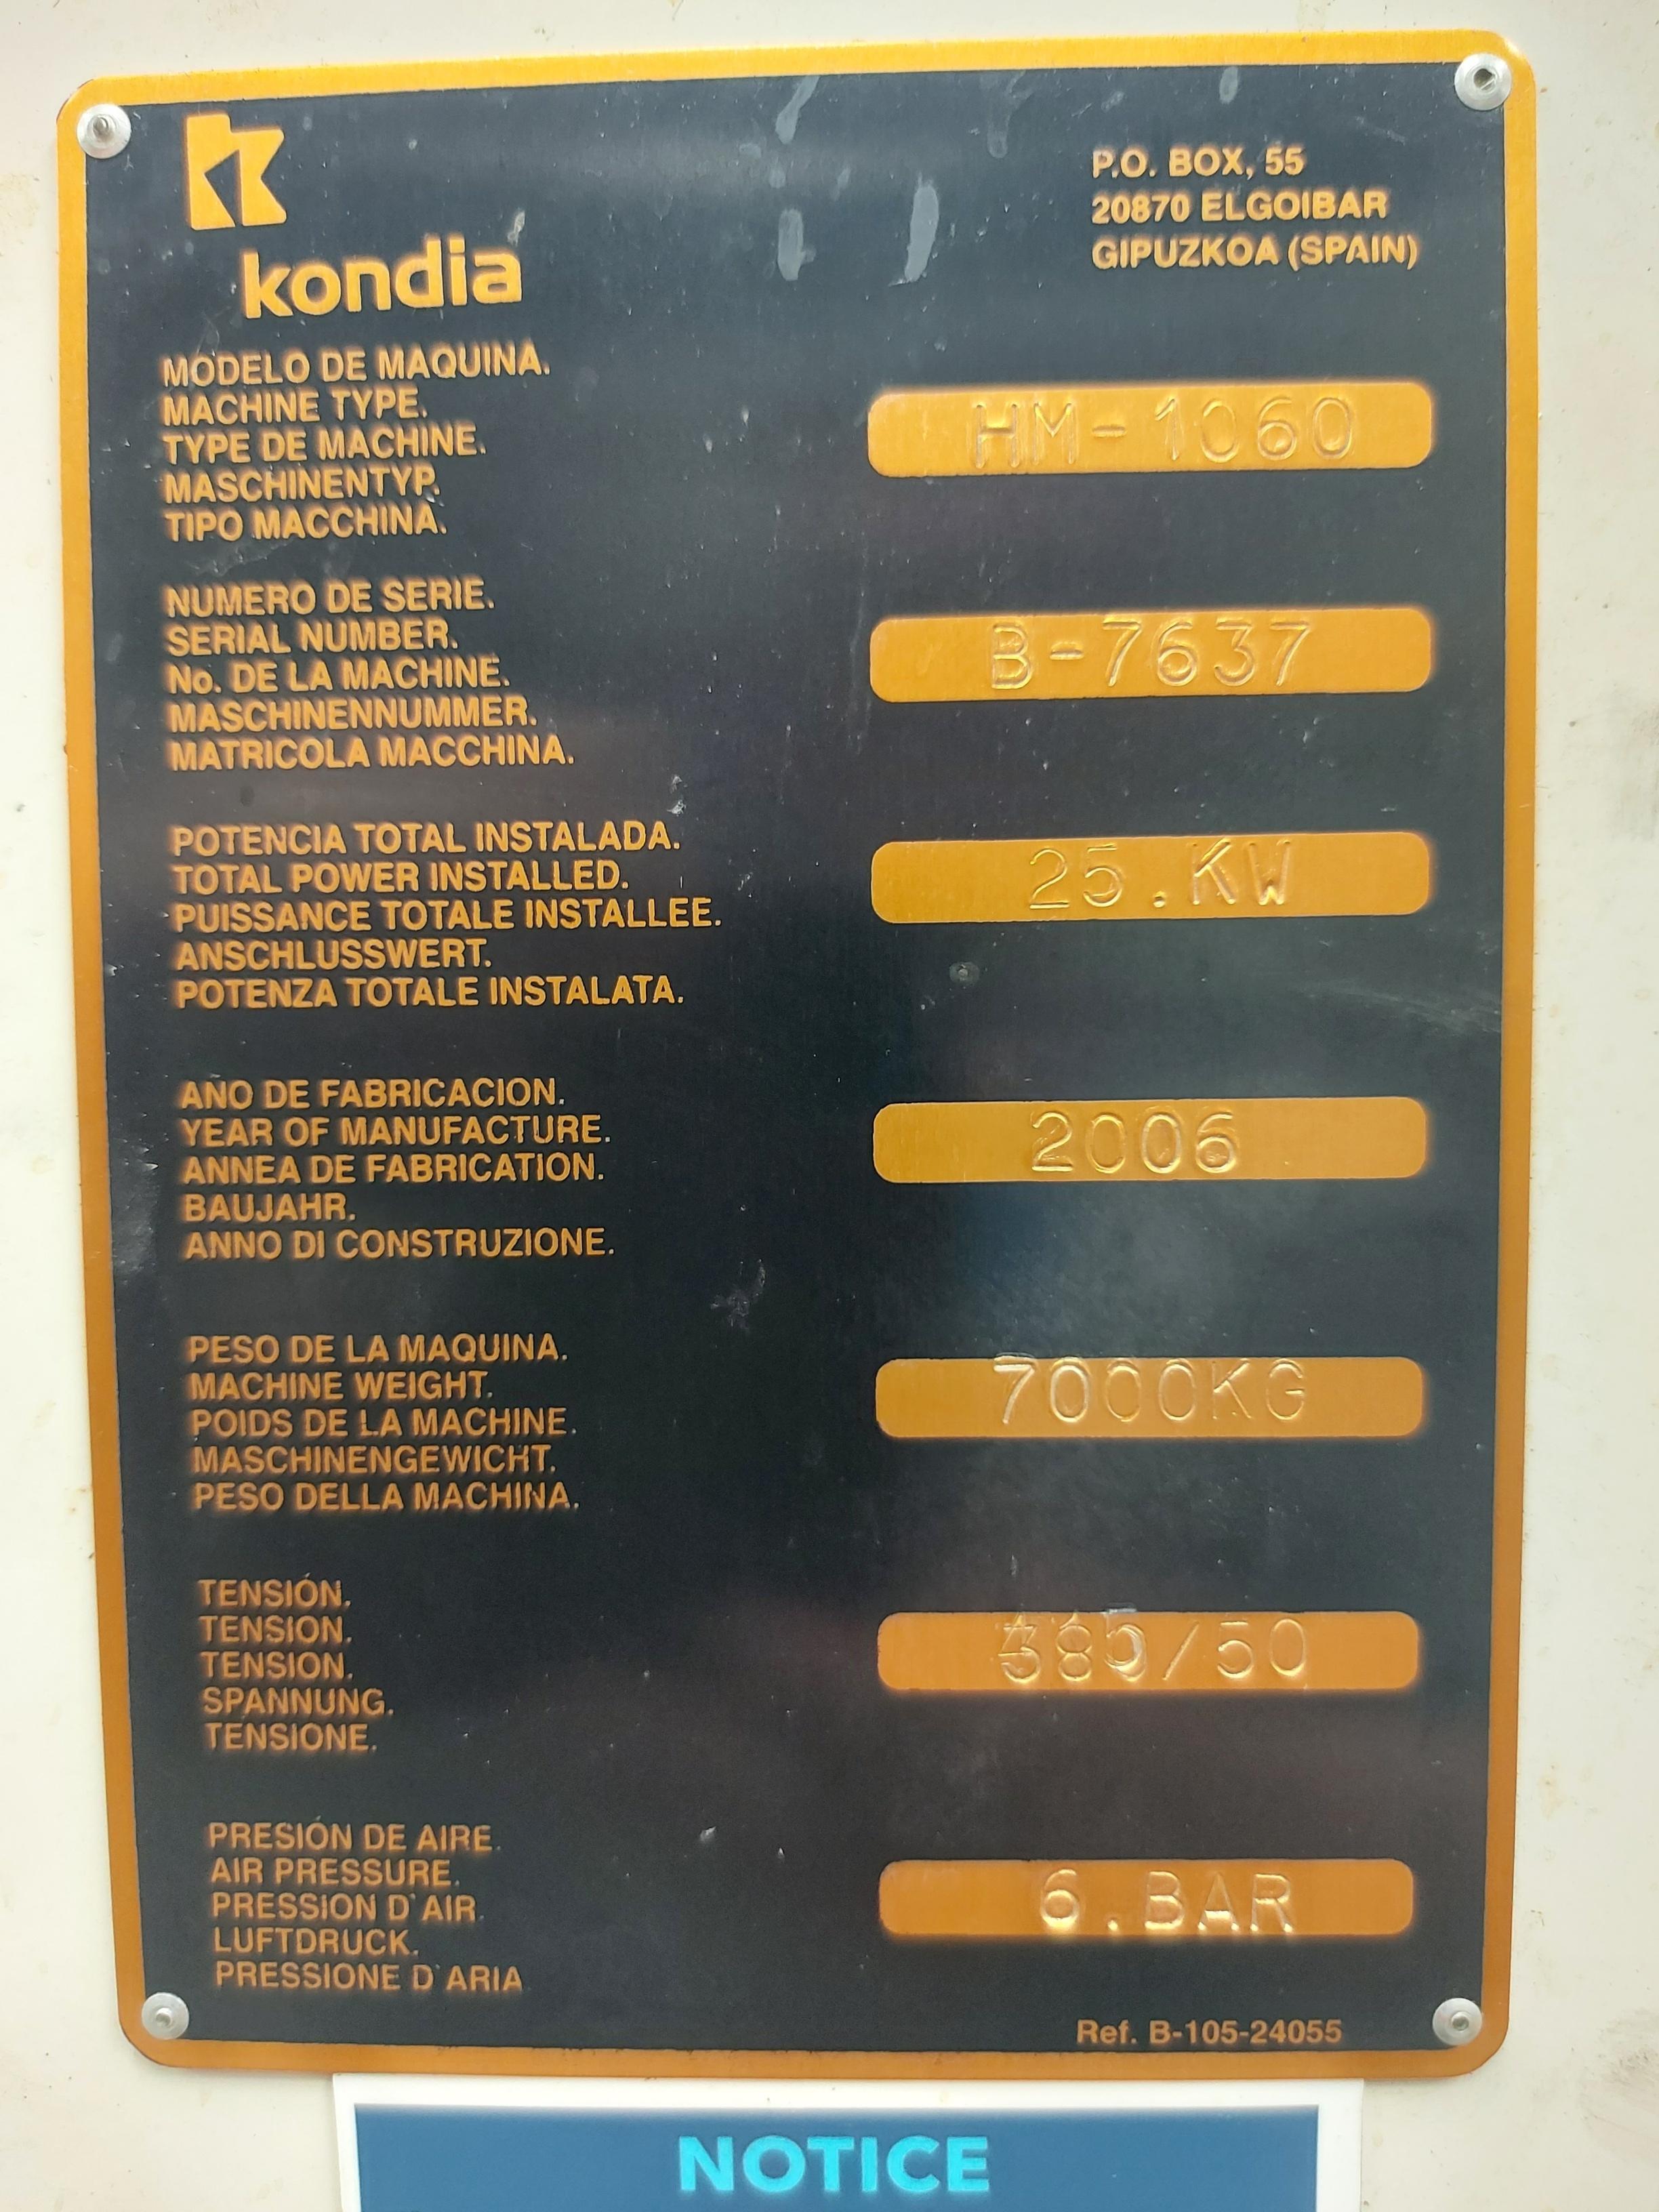 kondia
P.O. BOX, 55
20870 ELGOIBAR
GIPUZKOA (SPAIN)
MODELO DE MAQUINA.
MACHINE TYPE.
TYPE DE MACHINE.
MASCHINENTYP.
TIPO MACCHINA.
HM-1060
NUMERO DE SERIE.
SERIAL NUMBER.
No. DE LA MACHINE.
MASCHINENNUMMER.
MATRICOLA MACCHINA.
B-7637
POTENCIA TOTAL INSTALADA.
TOTAL POWER INSTALLED.
PUISSANCE TOTALE INSTALLEE.
ANSCHLUSSWERT.
POTENZA TOTALE INSTALATA.
25.KW
ANO DE FABRICACION.
YEAR OF MANUFACTURE.
ANNEA DE FABRICATION.
BAUJAHR.
ANNO DI CONSTRUZIONE.
2006
PESO DE LA MAQUINA.
MACHINE WEIGHT.
POIDS DE LA MACHINE.
MASCHINENGEWICHT.
PESO DELLA MACHINA.
7000KG
TENSIÓN.
TENSION.
TENSION.
SPANNUNG.
TENSIONE.
/50
PRESIÓN DE AIRE.
AIR PRESSURE.
PRESSION D'AIR.
LUFTDRUCK.
PRESSIONE D'ARIA
6.BAR
Ref. B-105-24055
NOTICE